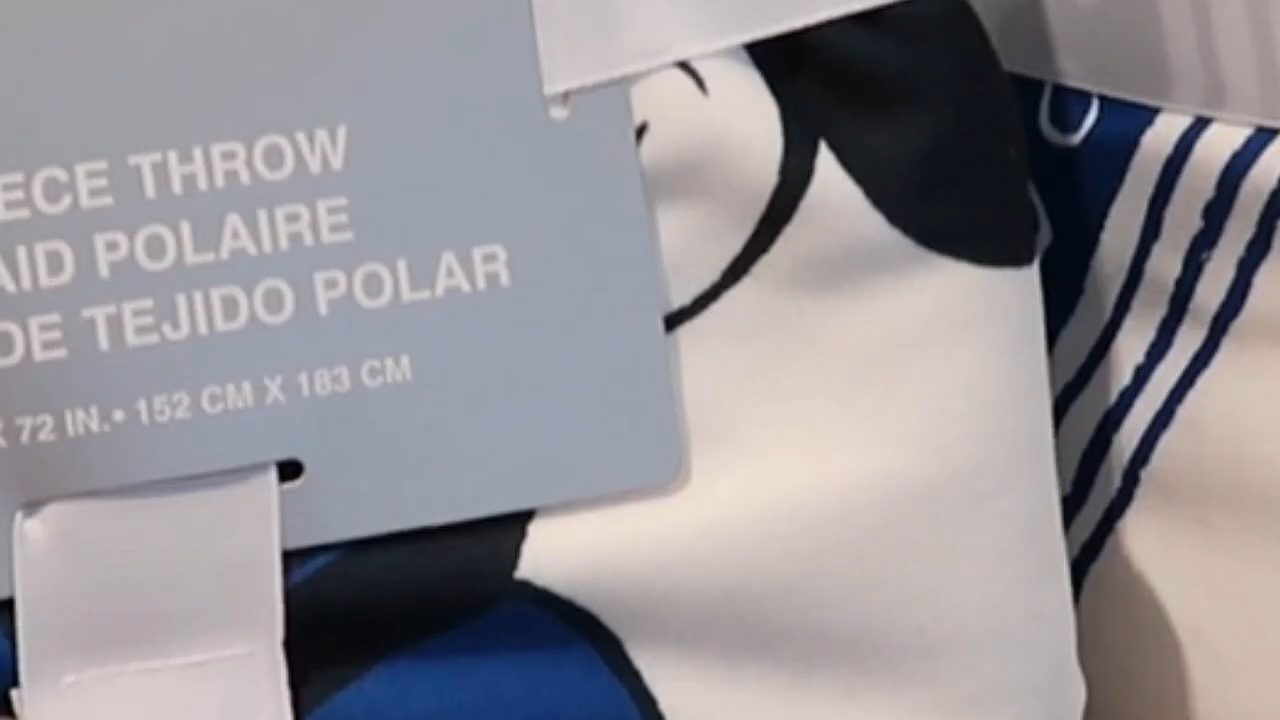 ECE THROW
AID POLAIRE
DE TEJIDO POLAR
X 72 IN.• 152 CM X 183 CM